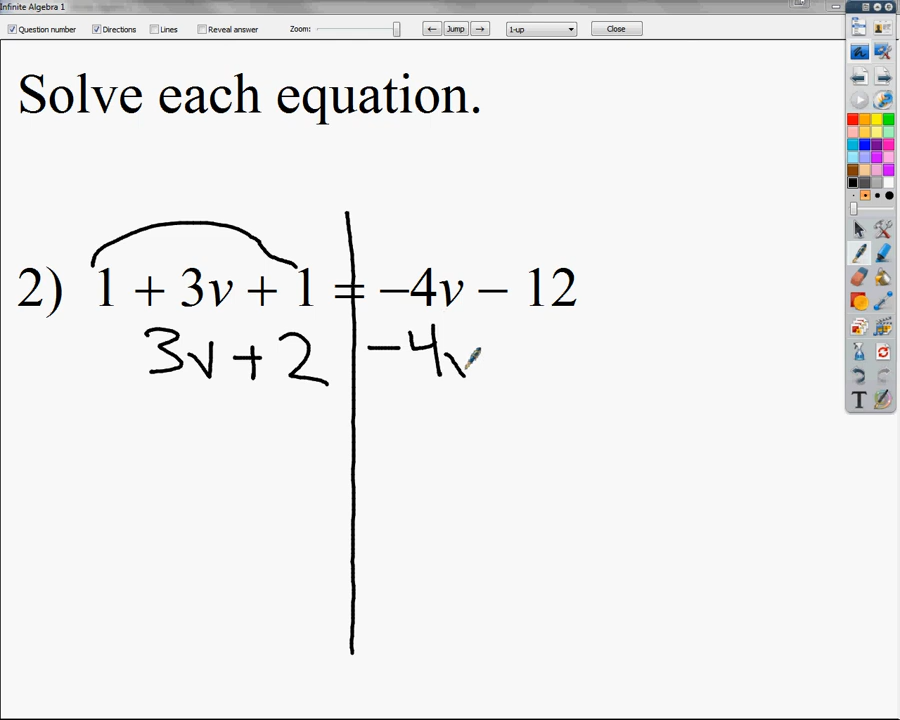 Infinite Algebra 1
Question number Directions Lines Reveal answer Zoom: ← Jump → 1-up Close
Solve each equation.
2) 1 + 3v + 1 = −4v − 12
3v + 2 −4v
T